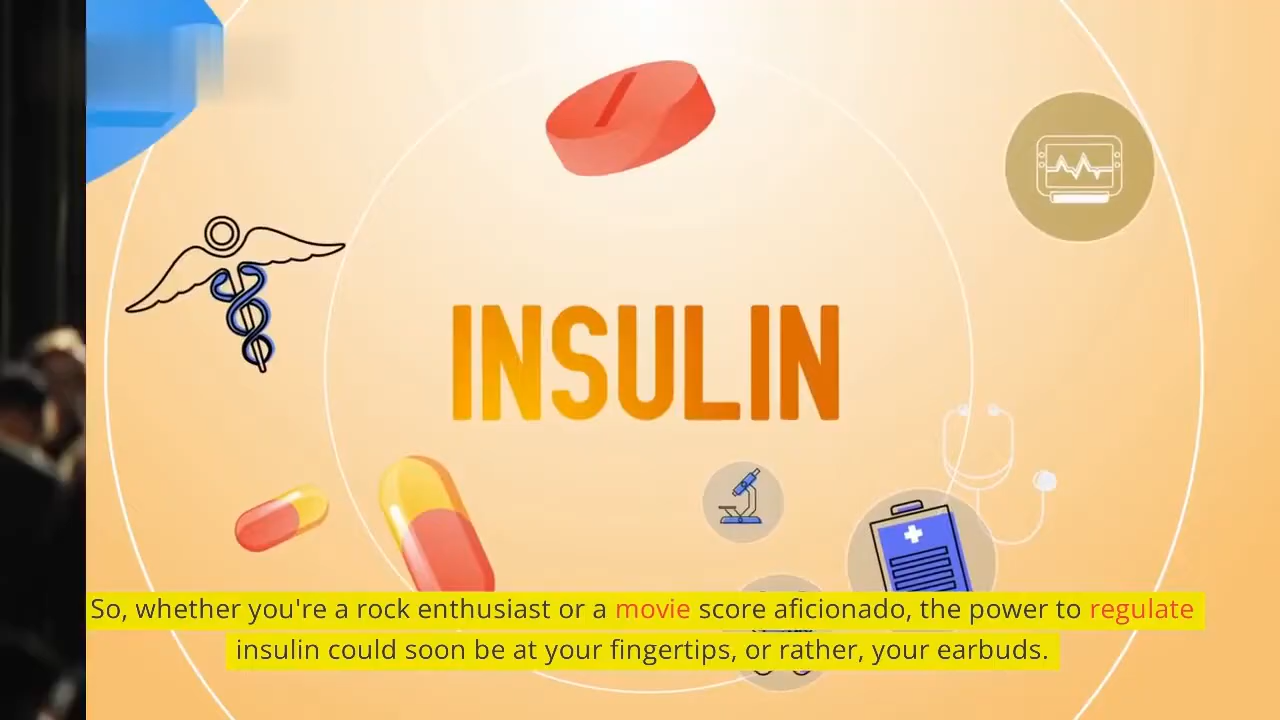 INSULIN
So, whether you're a rock enthusiast or a movie score aficionado, the power to regulate
insulin could soon be at your fingertips, or rather, your earbuds.